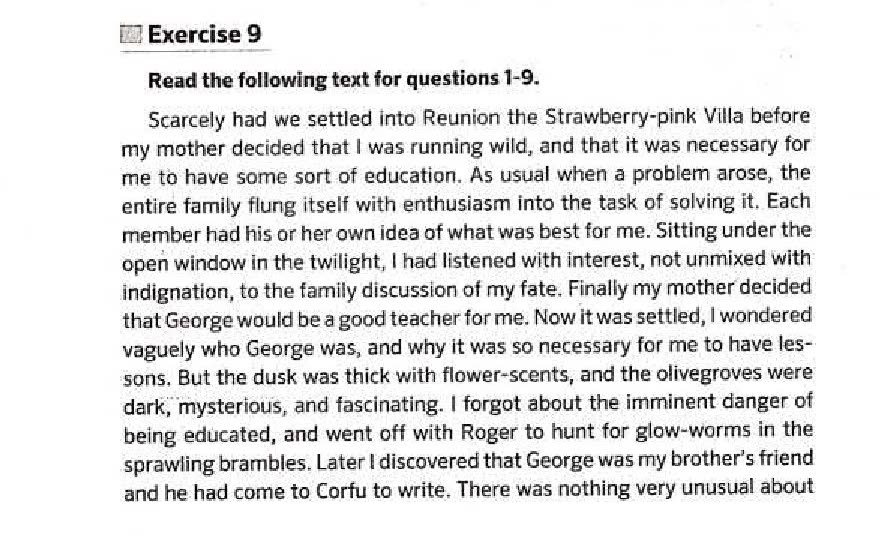 Exercise 9
Read the following text for questions 1-9.
Scarcely had we settled into Reunion the Strawberry-pink Villa before
my mother decided that I was running wild, and that it was necessary for
me to have some sort of education. As usual when a problem arose, the
entire family flung itself with enthusiasm into the task of solving it. Each
member had his or her own idea of what was best for me. Sitting under the
open window in the twilight, I had listened with interest, not unmixed with
indignation, to the family discussion of my fate. Finally my mother decided
that George would be a good teacher for me. Now it was settled, I wondered
vaguely who George was, and why it was so necessary for me to have les-
sons. But the dusk was thick with flower-scents, and the olivegroves were
dark, mysterious, and fascinating. I forgot about the imminent danger of
being educated, and went off with Roger to hunt for glow-worms in the
sprawling brambles. Later I discovered that George was my brother's friend
and he had come to Corfu to write. There was nothing very unusual about